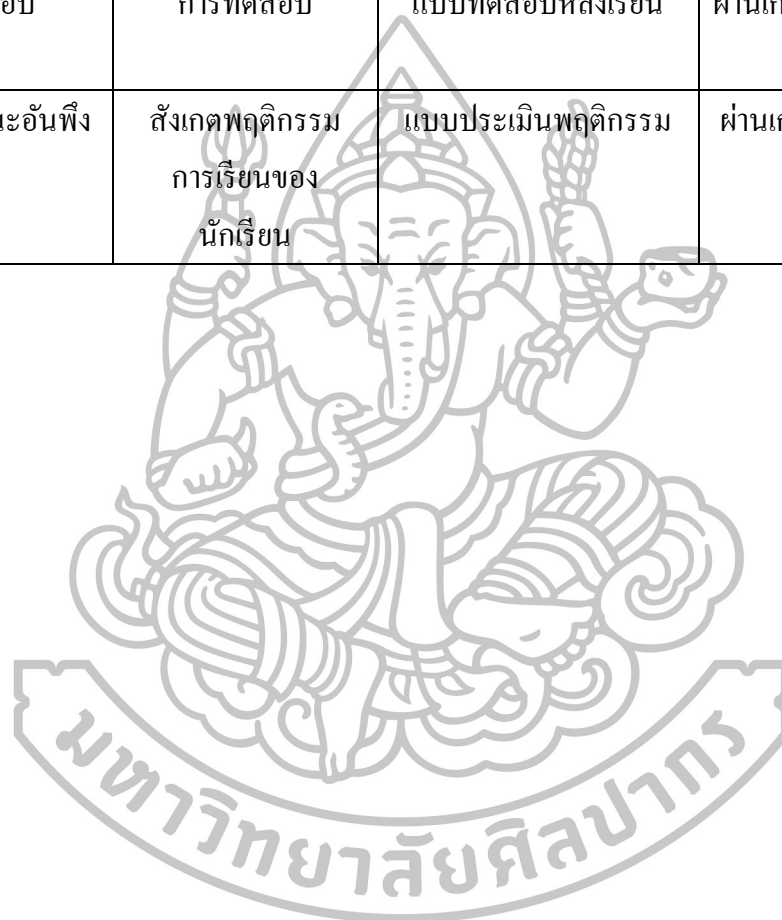 การทดสอบ แบบทดสอบหลังเรียน
อันพึง สังเกตพฤติกรรม แบบประเมินพฤติกรรม
การเรียนของ
นักเรียน
มหาวิทยาลัยศิลปากร